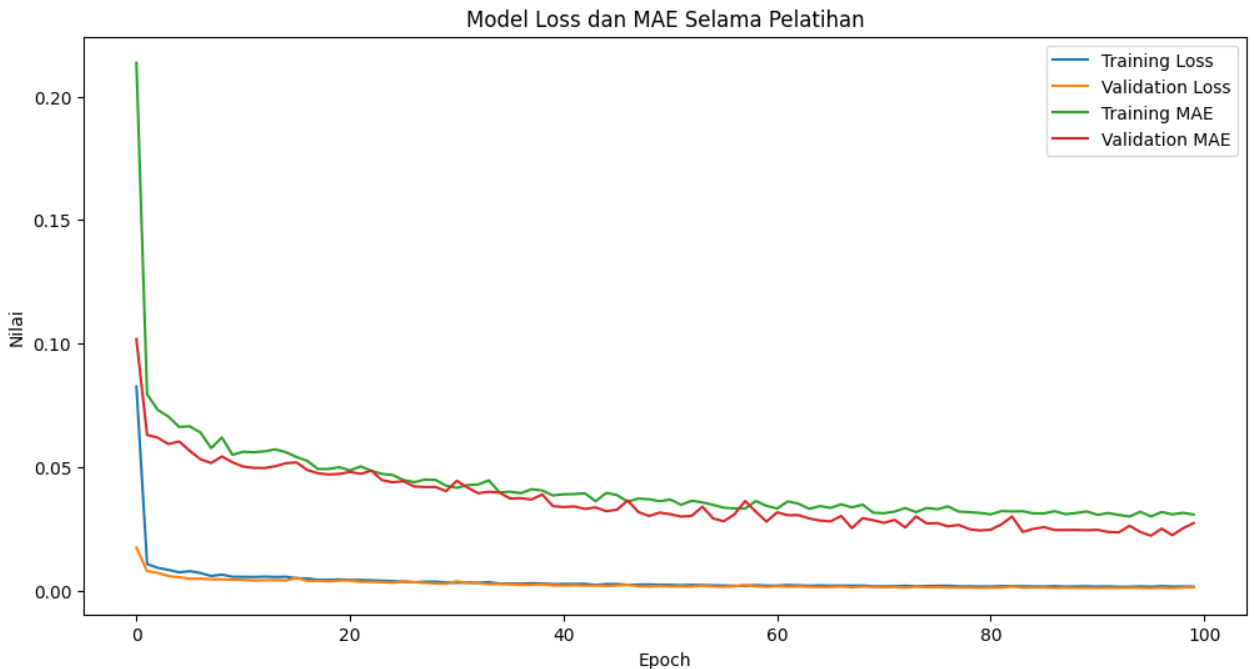 Model Loss dan MAE Selama Pelatihan
Training Loss
Validation Loss
Training MAE
Validation MAE
Nilai
0.20
0.15
0.10
0.05
0.00
0
20
40
60
80
100
Epoch